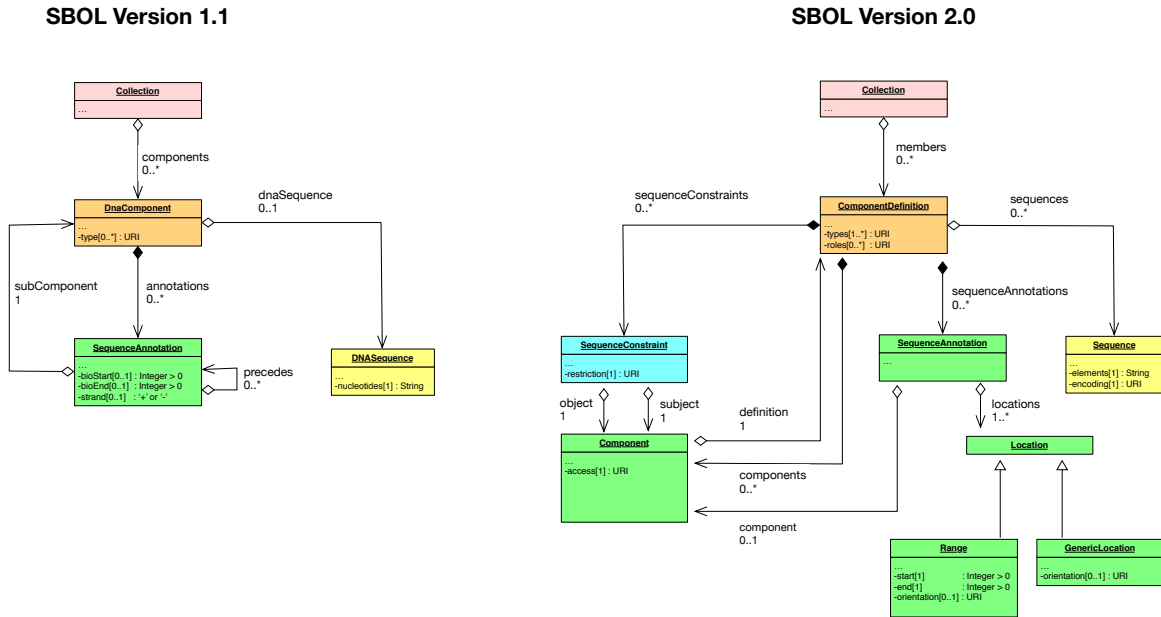 SBOL Version 1.1
Collection
...
components
0..*
DnaComponent
...
-type[0..*] : URI
dnaSequence
0..1
subComponent
1
annotations
0..*
SequenceAnnotation
...
-bioStart[0..1] : Integer > 0
-bioEnd[0..1] : Integer > 0
-strand[0..1] : '+' or '-'
precedes
0..*
DNASequence
...
-nucleotides[1] : String
SBOL Version 2.0
Collection
...
members
0..*
sequenceConstraints
0..*
ComponentDefinition
...
-types[1..*] : URI
-roles[0..*] : URI
sequences
0..*
sequenceAnnotations
0..*
SequenceConstraint
...
-restriction[1] : URI
SequenceAnnotation
...
Sequence
...
-elements[1] : String
-encoding[1] : URI
object
1
subject
1
definition
1
locations
1..*
Component
...
-access[1] : URI
Location
components
0..*
component
0..1
Range
...
-start[1] : Integer > 0
-end[1] : Integer > 0
-orientation[0..1] : URI
GenericLocation
...
-orientation[0..1] : URI